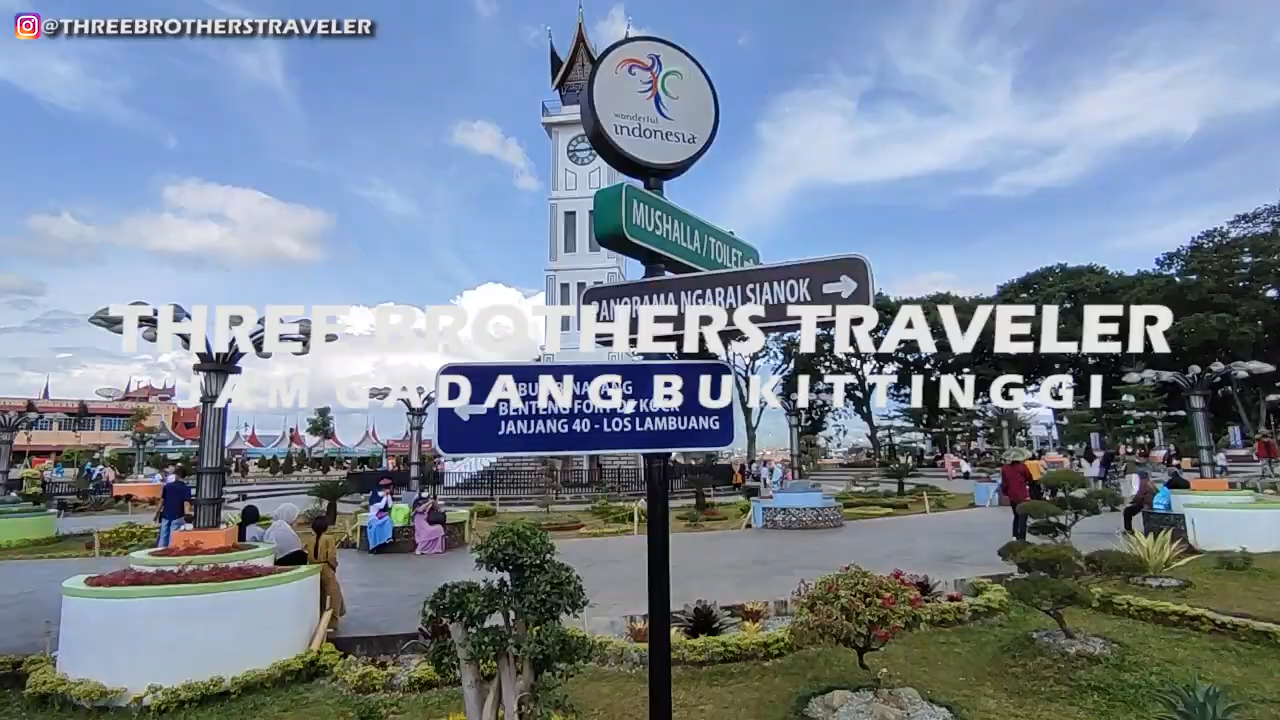 @THREEBROTHERSTRAVELER
wonderful
indonesia
MUSHALLA / TOILET
PANORAMA NGARAI SIANOK
THREE BROTHERS TRAVELER
JAM GADANG BUKITTINGGI
BENTENG FORT DE KOCK
JANJANG 40 - LOS LAMBUANG